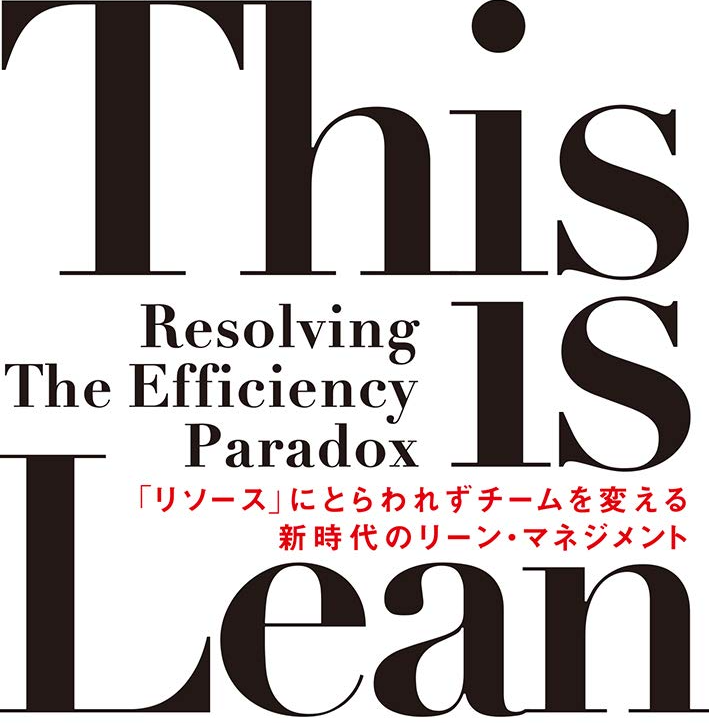 This
is
Resolving
The Efficiency
Paradox
「リソース」にとらわれずチームを変える
新時代のリーン・マネジメント
Lean